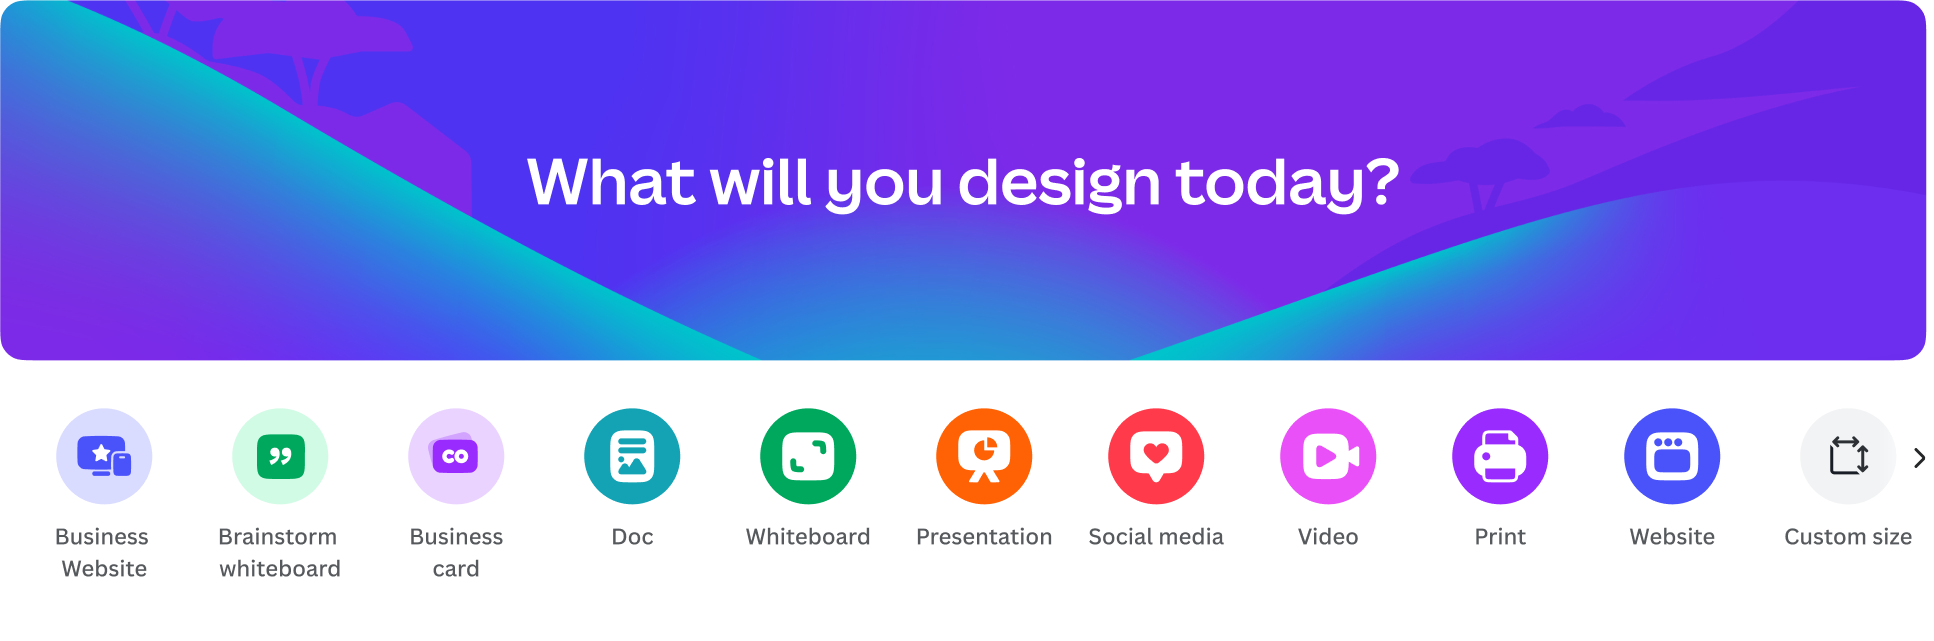 What will you design today?
Business
Website
Brainstorm
whiteboard
CO
Business
card
Doc
Whiteboard
Presentation
Social media
Video
Print
Website
Custom size